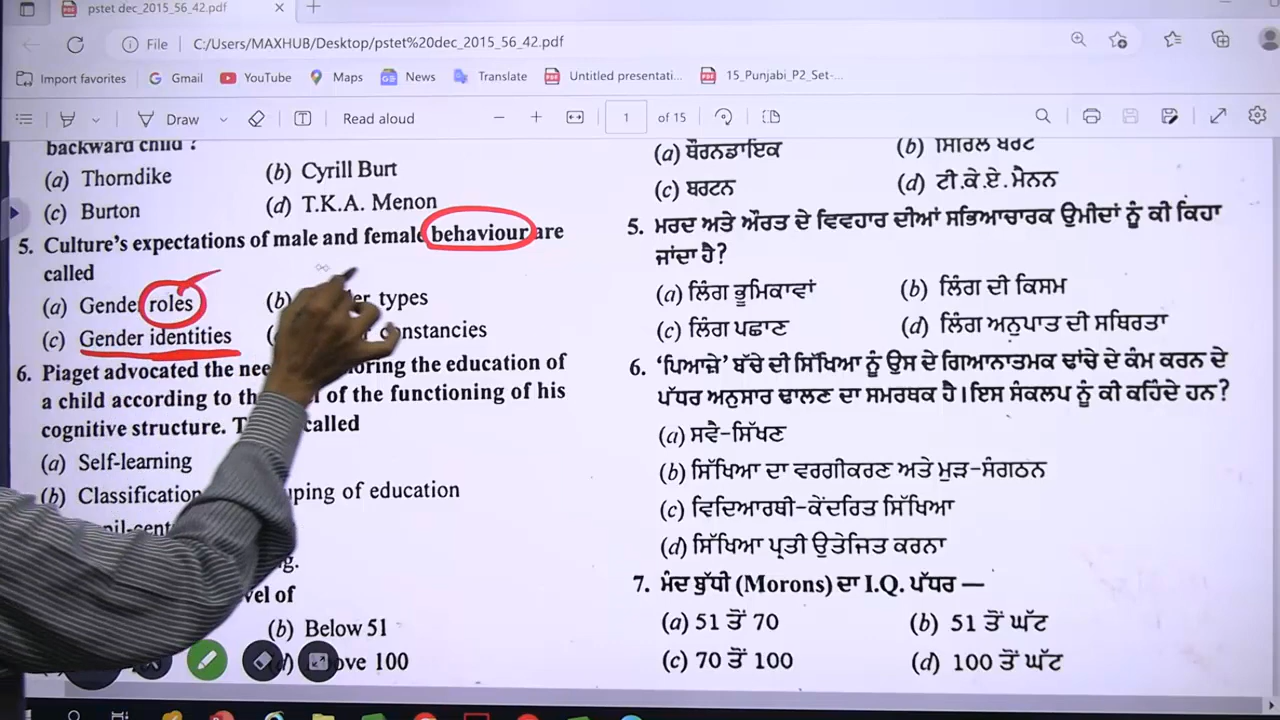 pstet dec_2015_56_42.pdf
File C:/Users/MAXHUB/Desktop/pstet%20dec_2015_56_42.pdf
Import favorites Gmail YouTube Maps News Translate Untitled presentati... 15_Punjabi_P2_Set-...
Draw Read aloud 1 of 15
backward child ?
(a) Thorndike (b) Cyrill Burt
(c) Burton (d) T.K.A. Menon
5. Culture's expectations of male and female behaviour are
called
(a) Gender roles (b) types
(c) Gender identities constancies
6. Piaget advocated the the education of
a child according to of the functioning of his
cognitive structure. called
(a) Self-learning
(b) Classification of education
of
(b) Below 51
100
(a) ਥੌਰਨਡਾਇਕ (b) ਸਿਰਿਲ ਬਰਟ
(c) ਬਰਟਨ (d) ਟੀ.ਕੇ.ਏ. ਮੈਨਨ
5. ਮਰਦ ਅਤੇ ਔਰਤ ਦੇ ਵਿਵਹਾਰ ਦੀਆਂ ਸਭਿਆਚਾਰਕ ਉਮੀਦਾਂ ਨੂੰ ਕੀ ਕਿਹਾ
ਜਾਂਦਾ ਹੈ?
(a) ਲਿੰਗ ਭੂਮਿਕਾਵਾਂ (b) ਲਿੰਗ ਦੀ ਕਿਸਮ
(c) ਲਿੰਗ ਪਛਾਣ (d) ਲਿੰਗ ਅਨੁਪਾਤ ਦੀ ਸਥਿਰਤਾ
6. ‘ਪਿਆਜ਼ੇ’ ਬੱਚੇ ਦੀ ਸਿੱਖਿਆ ਨੂੰ ਉਸ ਦੇ ਗਿਆਨਾਤਮਕ ਢਾਂਚੇ ਦੇ ਕੰਮ ਕਰਨ ਦੇ
ਪੱਧਰ ਅਨੁਸਾਰ ਢਾਲਣ ਦਾ ਸਮਰਥਕ ਹੈ। ਇਸ ਸੰਕਲਪ ਨੂੰ ਕੀ ਕਹਿੰਦੇ ਹਨ?
(a) ਸਵੈ-ਸਿੱਖਣ
(b) ਸਿੱਖਿਆ ਦਾ ਵਰਗੀਕਰਣ ਅਤੇ ਮੁੜ-ਸੰਗਠਨ
(c) ਵਿਦਿਆਰਥੀ-ਕੇਂਦਰਿਤ ਸਿੱਖਿਆ
(d) ਸਿੱਖਿਆ ਪ੍ਰਤੀ ਉਤੇਜਿਤ ਕਰਨਾ
7. ਮੰਦ ਬੁੱਧੀ (Morons) ਦਾ I.Q. ਪੱਧਰ —
(a) 51 ਤੋਂ 70 (b) 51 ਤੋਂ ਘੱਟ
(c) 70 ਤੋਂ 100 (d) 100 ਤੋਂ ਘੱਟ